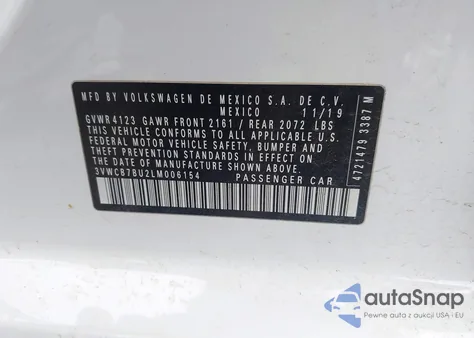 MFD BY VOLKSWAGEN DE MEXICO S.A. DE C.V.
MEXICO 11/19
GVWR 4123 GAWR FRONT 2161 / REAR 2072 LBS
THIS VEHICLE CONFORMS TO ALL APPLICABLE U.S.
FEDERAL MOTOR VEHICLE SAFETY, BUMPER AND
THEFT PREVENTION STANDARDS IN EFFECT
ON THE DATE OF MANUFACTURE SHOWN ABOVE
3VWCB7BU2LM006154 PASSENGER CAR
4721479 3387 M
autoSnap
Pewne auta z aukcji USA i EU